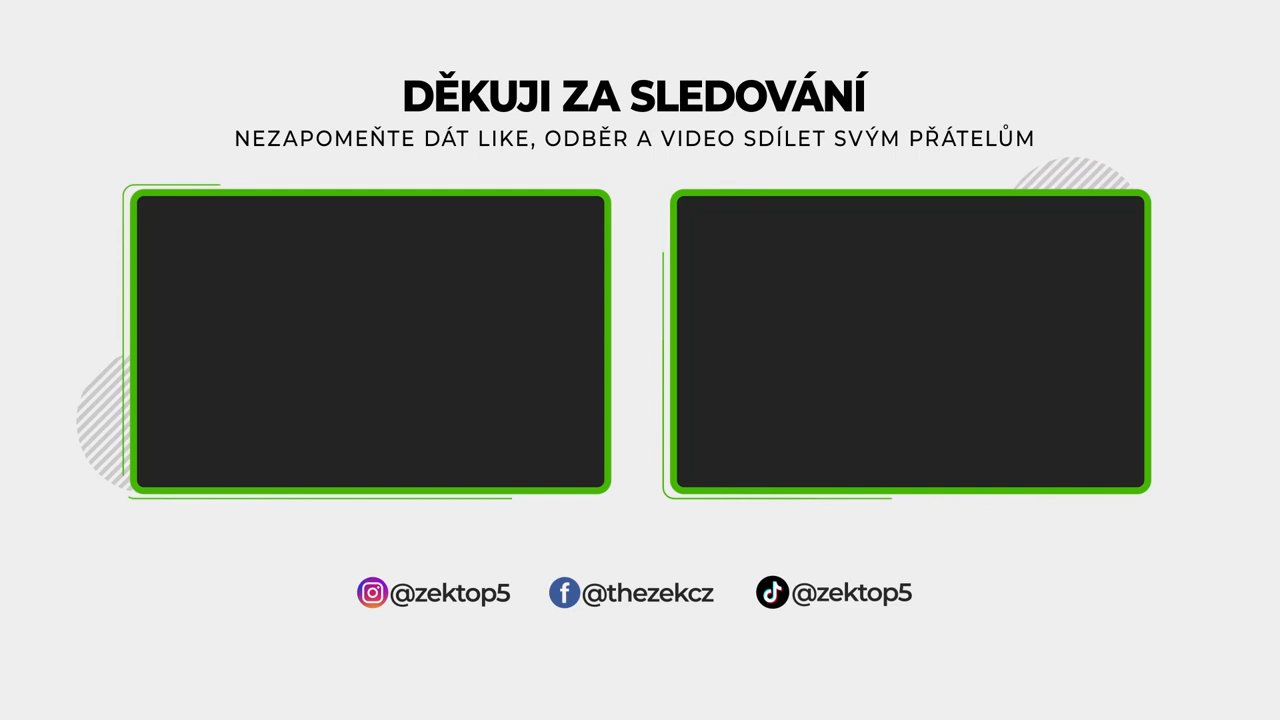 DĚKUJI ZA SLEDOVÁNÍ
NEZAPOMEŇTE DÁT LIKE, ODBĚR A VIDEO SDÍLET SVÝM PŘÁTELŮM
@zektop5 @thezekcz @zektop5